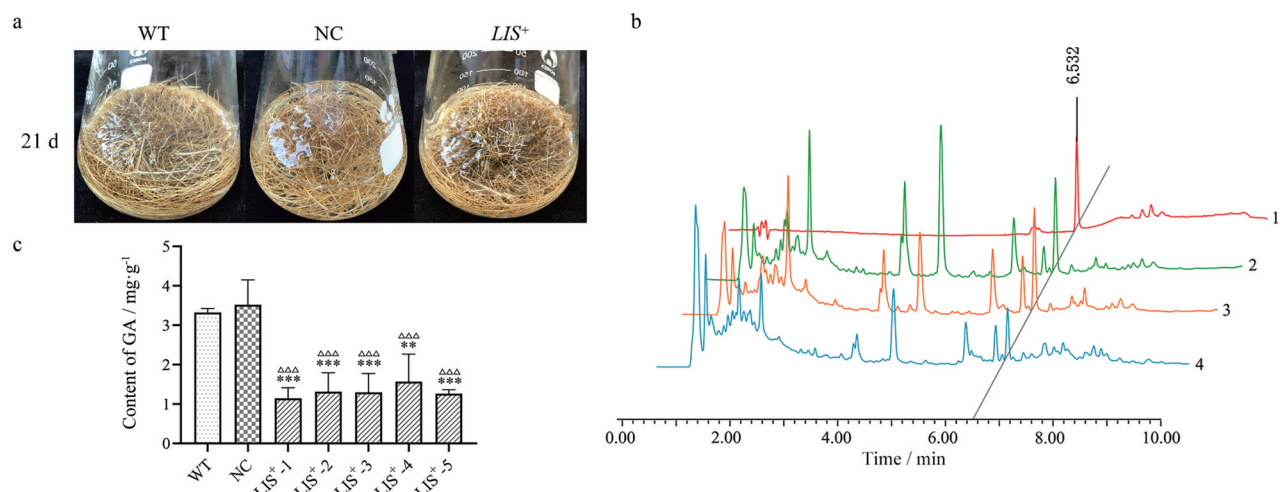 a
WT NC LIS⁺
21 d
b
6.532
1
2
3
4
0.00 2.00 4.00 6.00 8.00 10.00
Time / min
c
Content of GA / mg·g⁻¹
5
4
3
2
1
0
△△△ △△△ △△△ △△△ △△△
*** *** *** ** ***
WT NC LIS⁺-1 LIS⁺-2 LIS⁺-3 LIS⁺-4 LIS⁺-5